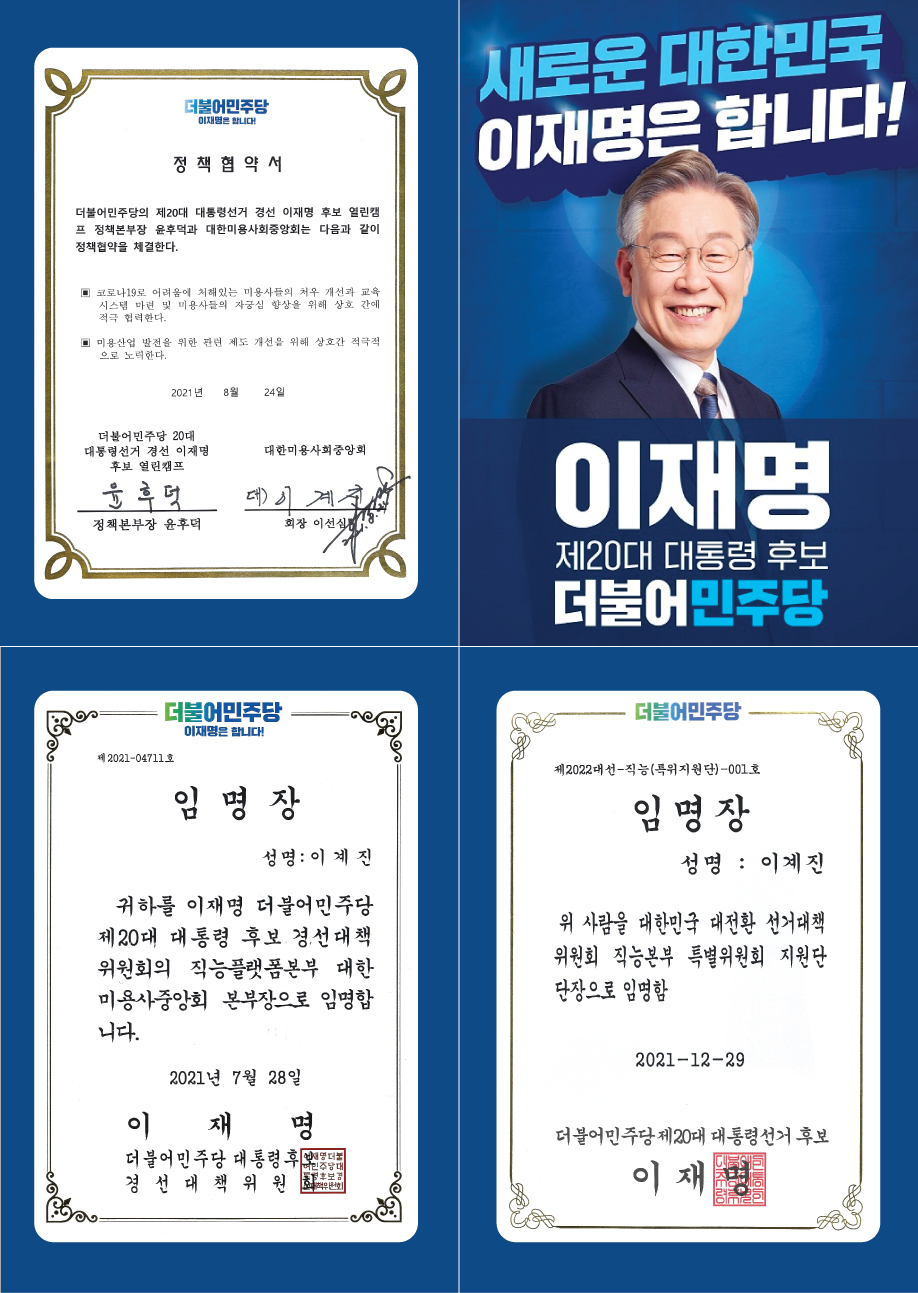 더불어민주당
이재명은 합니다!
정책협약서
더불어민주당의 제20대 대통령선거 경선 이재명 후보 열린캠
프 정책본부장 윤후덕과 대한미용사회중앙회는 다음과 같이
정책협약을 체결한다.
▣ 코로나19로 어려움에 처해있는 미용사들의 처우 개선과 교육
시스템 마련 및 미용사들의 자긍심 향상을 위해 상호 간에
적극 협력한다.
▣ 미용산업 발전을 위한 관련 제도 개선을 위해 상호간 적극적
으로 노력한다.
2021년 8월 24일
더불어민주당 20대
대통령선거 경선 이재명
후보 열린캠프
윤후덕
정책본부장 윤후덕
대한미용사회중앙회
대) 이계진
회장 이선심
새로운 대한민국
이재명은 합니다!
이재명
제20대 대통령 후보
더불어민주당
더불어민주당
이재명은 합니다!
제2021-04711호
임명장
성명:이계진
귀하를 이재명 더불어민주당
제20대 대통령 후보 경선대책
위원회의 직능플랫폼본부 대한
미용사중앙회 본부장으로 임명합
니다.
2021년 7월 28일
이재명
더불어민주당 대통령후보
경선대책위원회
더불어민주당
제2022대선-직능(특위지원단)-001호
임명장
성명 : 이계진
위 사람을 대한민국 대전환 선거대책
위원회 직능본부 특별위원회 지원단
단장으로 임명함
2021-12-29
더불어민주당 제20대 대통령선거 후보
이재명